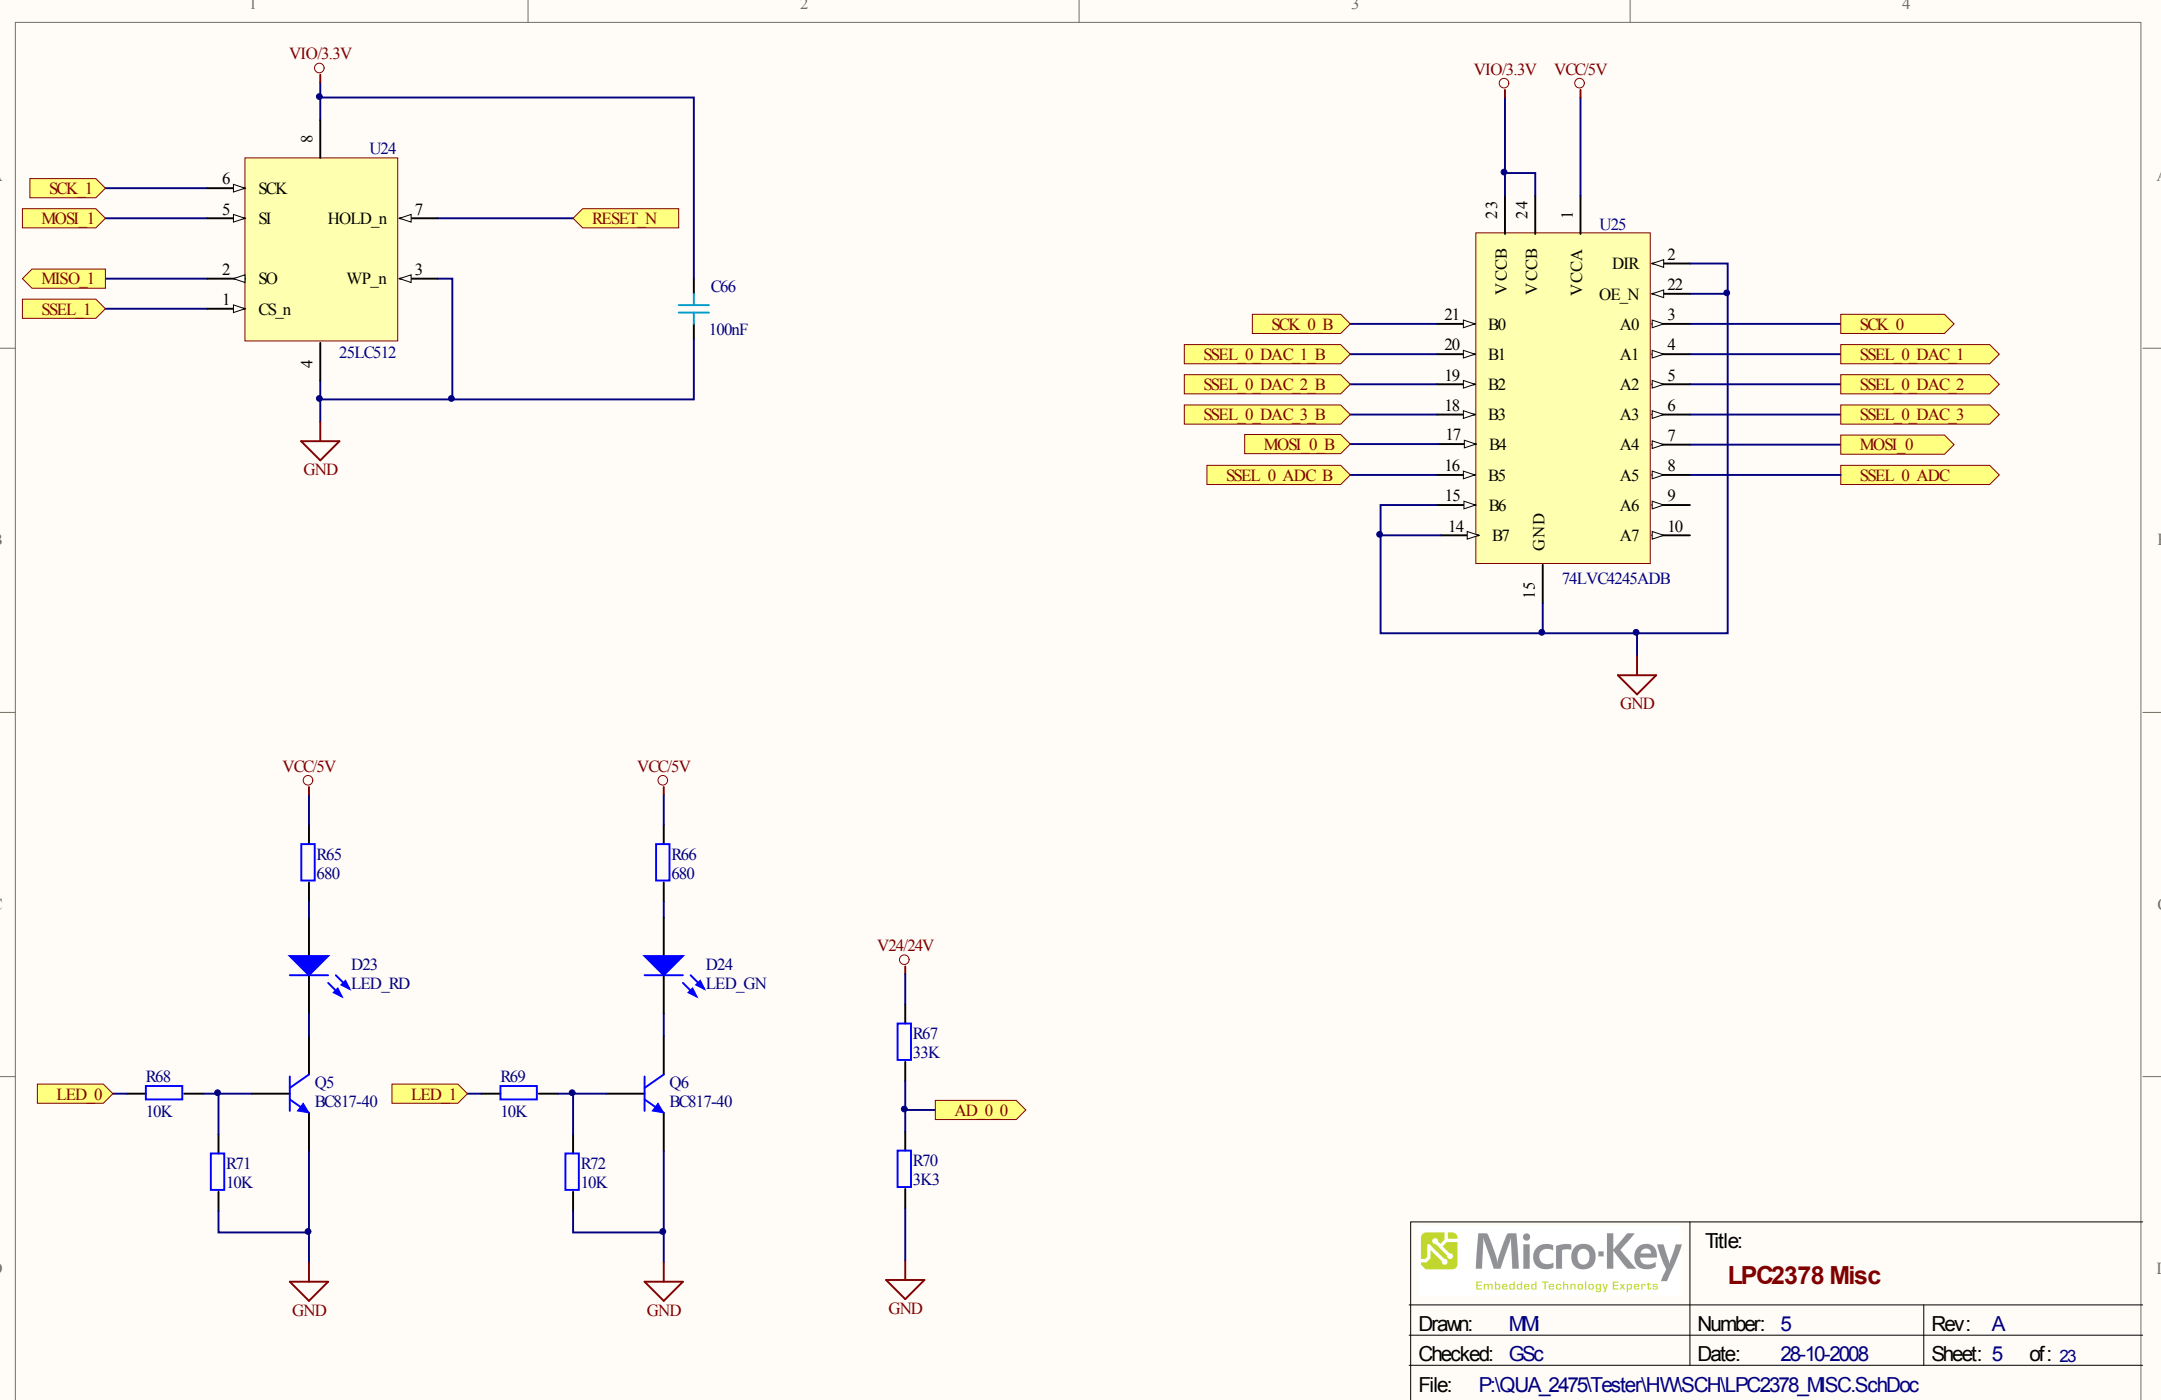 1 2 3 4
VIO/3.3V
8
U24
SCK_1 6 SCK
MOSI_1 5 SI HOLD_n 7 RESET_N
MISO_1 2 SO WP_n 3
SSEL_1 1 CS_n
4 25LC512
GND
C66
100nF
VIO/3.3V VCC/5V
23 24 1
U25
VCCB VCCB VCCA DIR 2
OE_N 22
SCK_0_B 21 B0 A0 3 SCK_0
SSEL_0_DAC_1_B 20 B1 A1 4 SSEL_0_DAC_1
SSEL_0_DAC_2_B 19 B2 A2 5 SSEL_0_DAC_2
SSEL_0_DAC_3_B 18 B3 A3 6 SSEL_0_DAC_3
MOSI_0_B 17 B4 A4 7 MOSI_0
SSEL_0_ADC_B 16 B5 A5 8 SSEL_0_ADC
15 B6 A6 9
14 B7 GND A7 10
15 74LVC4245ADB
GND
VCC/5V
R65
680
D23
LED_RD
LED_0
R68
10K
Q5
BC817-40
R71
10K
GND
VCC/5V
R66
680
D24
LED_GN
LED_1
R69
10K
Q6
BC817-40
R72
10K
GND
V24/24V
R67
33K
AD_0_0
R70
3K3
GND
Micro·Key
Embedded Technology Experts
Title:
LPC2378 Misc
Drawn: MM Number: 5 Rev: A
Checked: GSc Date: 28-10-2008 Sheet: 5 of: 23
File: P:\QUA_2475\Tester\HW\SCH\LPC2378_MISC.SchDoc